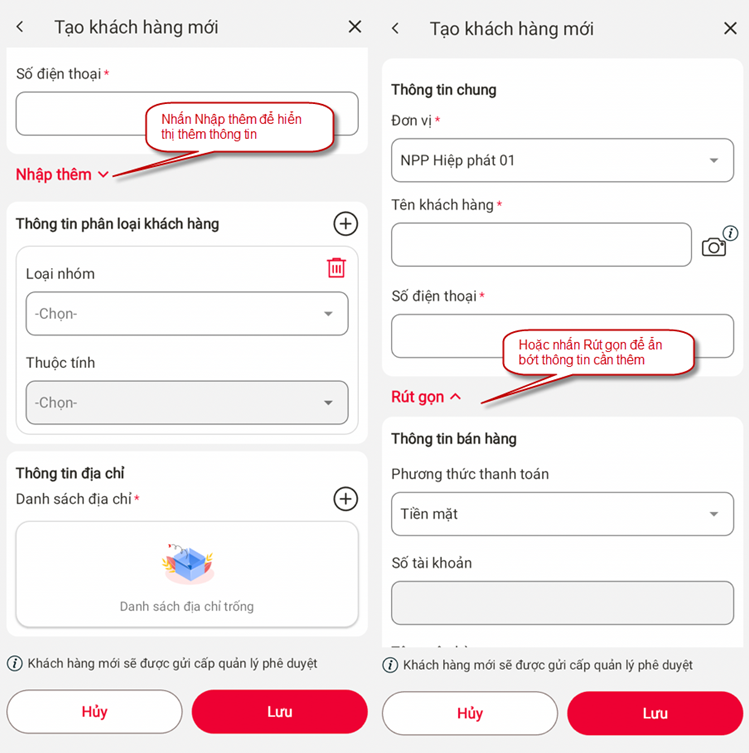 Tạo khách hàng mới
Số điện thoại *
Nhấn Nhập thêm để hiển
thị thêm thông tin
Nhập thêm
Thông tin phân loại khách hàng
Loại nhóm
-Chọn-
Thuộc tính
-Chọn-
Thông tin địa chỉ
Danh sách địa chỉ *
Danh sách địa chỉ trống
Khách hàng mới sẽ được gửi cấp quản lý phê duyệt
Hủy
Lưu
Tạo khách hàng mới
Thông tin chung
Đơn vị *
NPP Hiệp phát 01
Tên khách hàng *
Số điện thoại *
Hoặc nhấn Rút gọn để ẩn
bớt thông tin cần thêm
Rút gọn
Thông tin bán hàng
Phương thức thanh toán
Tiền mặt
Số tài khoản
Khách hàng mới sẽ được gửi cấp quản lý phê duyệt
Hủy
Lưu